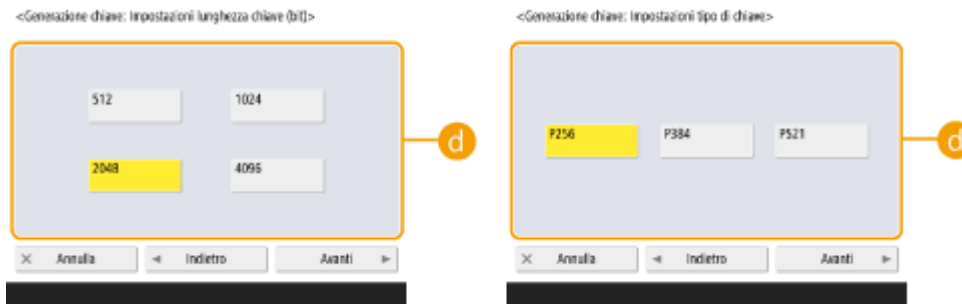 <Generazione chiave: Impostazioni lunghezza chiave (bit)>
512 1024
2048 4096
d
× Annulla ◀ Indietro Avanti ▶
<Generazione chiave: Impostazioni tipo di chiave>
P256 P384 P521
d
× Annulla ◀ Indietro Avanti ▶